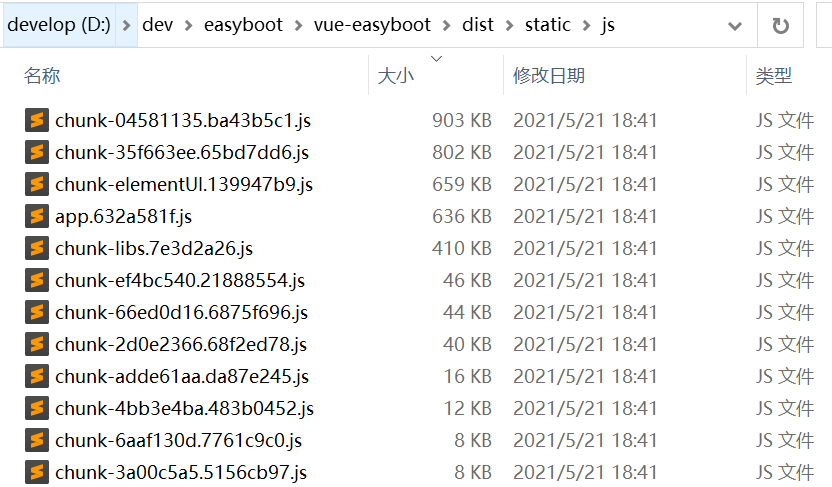 develop (D:) dev easyboot vue-easyboot dist static js
名称 大小 修改日期 类型
chunk-04581135.ba43b5c1.js 903 KB 2021/5/21 18:41 JS 文件
chunk-35f663ee.65bd7dd6.js 802 KB 2021/5/21 18:41 JS 文件
chunk-elementUI.139947b9.js 659 KB 2021/5/21 18:41 JS 文件
app.632a581f.js 636 KB 2021/5/21 18:41 JS 文件
chunk-libs.7e3d2a26.js 410 KB 2021/5/21 18:41 JS 文件
chunk-ef4bc540.21888554.js 46 KB 2021/5/21 18:41 JS 文件
chunk-66ed0d16.6875f696.js 44 KB 2021/5/21 18:41 JS 文件
chunk-2d0e2366.68f2ed78.js 40 KB 2021/5/21 18:41 JS 文件
chunk-adde61aa.da87e245.js 16 KB 2021/5/21 18:41 JS 文件
chunk-4bb3e4ba.483b0452.js 12 KB 2021/5/21 18:41 JS 文件
chunk-6aaf130d.7761c9c0.js 8 KB 2021/5/21 18:41 JS 文件
chunk-3a00c5a5.5156cb97.js 8 KB 2021/5/21 18:41 JS 文件